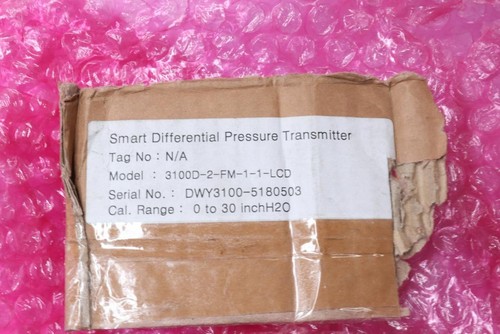 Smart Differential Pressure Transmitter
Tag No : N/A
Model : 3100D-2-FM-1-1-LCD
Serial No. : DWY3100-5180503
Cal. Range : 0 to 30 inchH2O